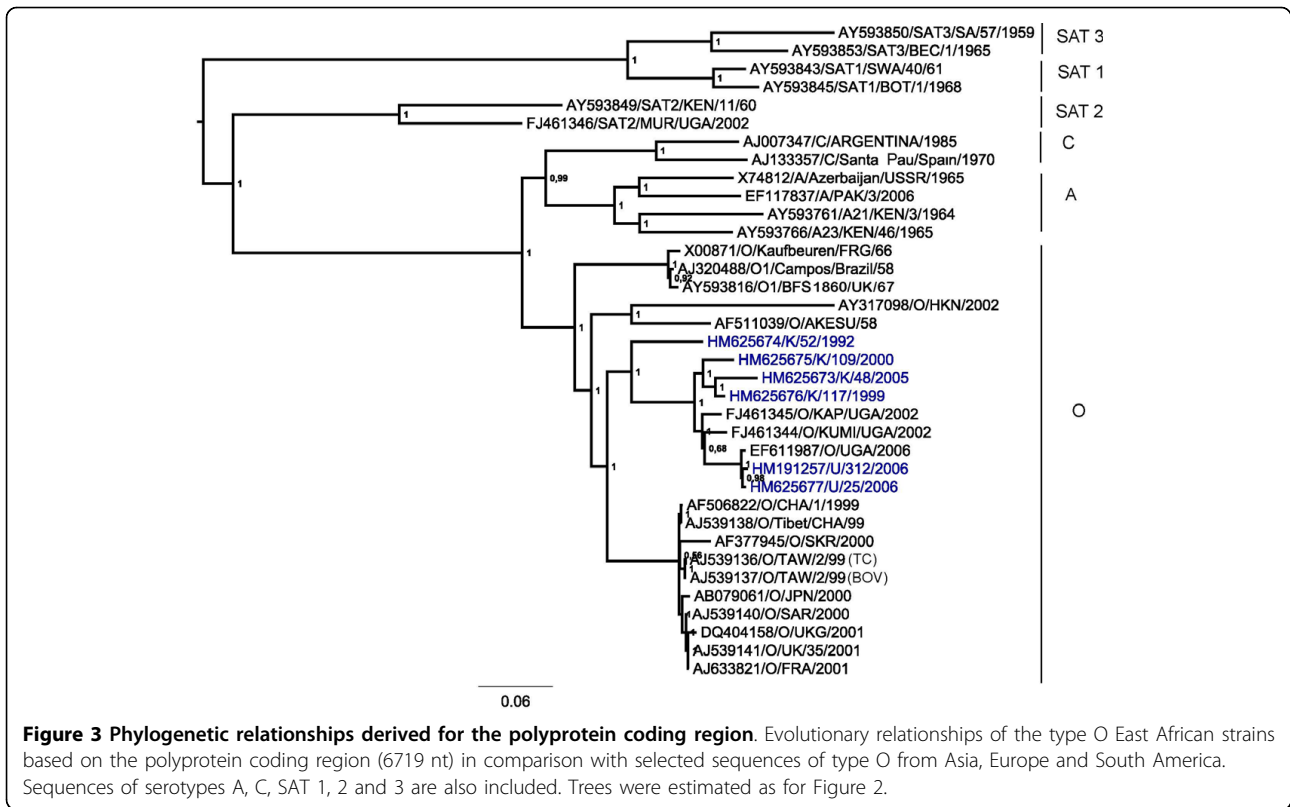 AY593850/SAT3/SA/57/1959
1
SAT 3
AY593853/SAT3/BEC/1/1965
1
AY593843/SAT1/SWA/40/61
SAT 1
1
AY593845/SAT1/BOT/1/1968
AY593849/SAT2/KEN/11/60
SAT 2
1
FJ461346/SAT2/MUR/UGA/2002
AJ007347/C/ARGENTINA/1985
C
1
AJ133357/C/Santa Pau/Spain/1970
0,99
X74812/A/Azerbaijan/USSR/1965
1
1
EF117837/A/PAK/3/2006
A
1
AY593761/A21/KEN/3/1964
1
AY593766/A23/KEN/46/1965
X00871/O/Kaufbeuren/FRG/66
1
1
AJ320488/O1/Campos/Brazil/58
0,92
AY593816/O1/BFS 1860/UK/67
AY317098/O/HKN/2002
1
AF511039/O/AKESU/58
1
HM625674/K/52/1992
HM625675/K/109/2000
1
1
HM625673/K/48/2005
1
1
HM625676/K/117/1999
1
FJ461345/O/KAP/UGA/2002
O
1
FJ461344/O/KUMI/UGA/2002
0,68
EF611987/O/UGA/2006
1
1
HM191257/U/312/2006
0,98
HM625677/U/25/2006
AF506822/O/CHA/1/1999
1
AJ539138/O/Tibet/CHA/99
AF377945/O/SKR/2000
0,56
AJ539136/O/TAW/2/99 (TC)
1
AJ539137/O/TAW/2/99 (BOV)
AB079061/O/JPN/2000
1
AJ539140/O/SAR/2000
1
DQ404158/O/UKG/2001
AJ539141/O/UK/35/2001
AJ633821/O/FRA/2001
0.06
Figure 3 Phylogenetic relationships derived for the polyprotein coding region. Evolutionary relationships of the type O East African strains
based on the polyprotein coding region (6719 nt) in comparison with selected sequences of type O from Asia, Europe and South America.
Sequences of serotypes A, C, SAT 1, 2 and 3 are also included. Trees were estimated as for Figure 2.